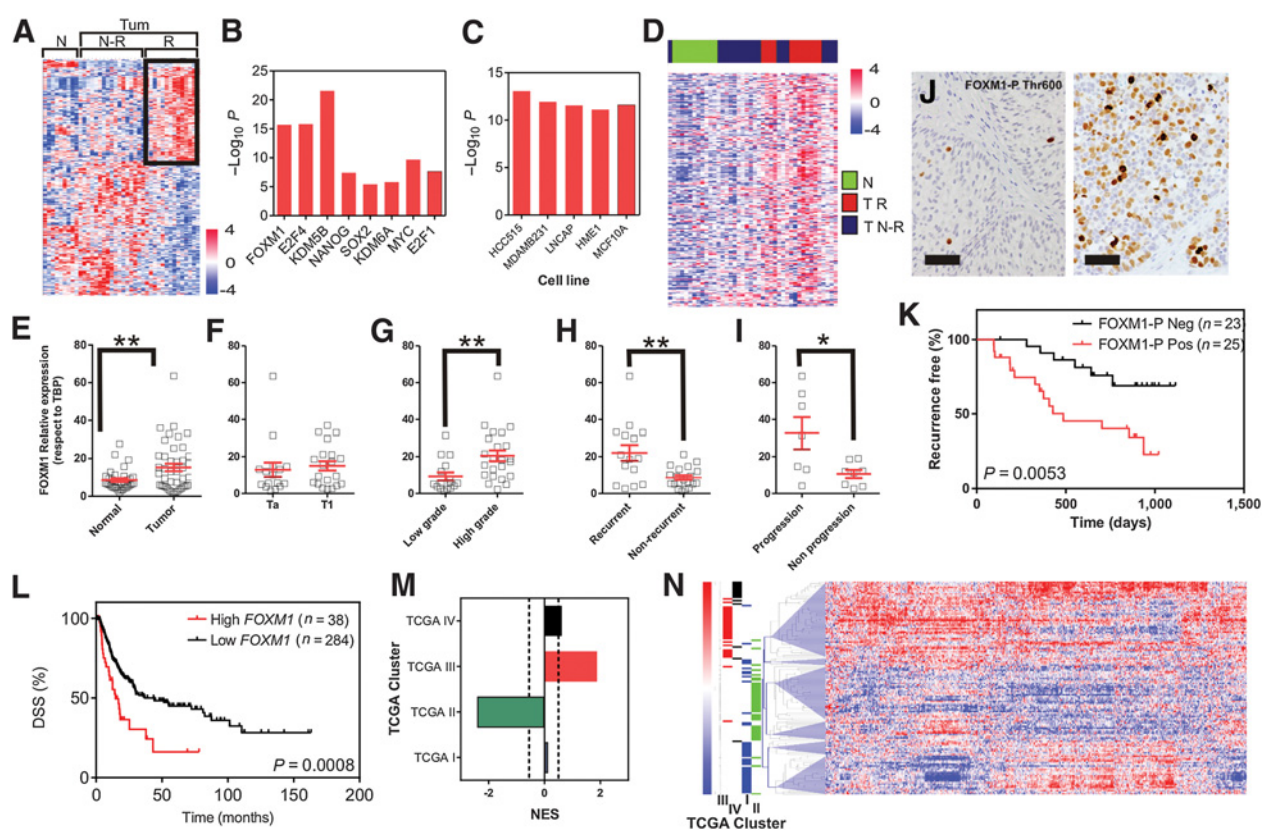 A
Tum
N
N-R
R
4
2
0
-2
-4
B
25
20
15
10
5
0
–Log10 P
FOXM1
E2F4
KDM5B
NANOG
SOX2
KDM6A
MYC
E2F1
C
15
10
5
0
–Log10 P
HCC515
MDAMB231
LNCAP
HME1
MCF10A
Cell line
D
4
2
0
-2
-4
N
T R
T N-R
J
FOXM1-P Thr600
E
FOXM1 Relative expression
(respect to TBP)
80
60
40
20
0
**
Normal
Tumor
F
80
60
40
20
0
Ta
T1
G
80
60
40
20
0
**
Low grade
High grade
H
80
60
40
20
0
**
Recurrent
Non-recurrent
I
80
60
40
20
0
*
Progression
Non progression
K
FOXM1-P Neg (n = 23)
FOXM1-P Pos (n = 25)
Recurrence free (%)
100
50
0
P = 0.0053
0
500
1,000
1,500
Time (days)
L
High FOXM1 (n = 38)
Low FOXM1 (n = 284)
DSS (%)
100
50
0
P = 0.0008
0
50
100
150
200
Time (months)
M
TCGA Cluster
TCGA IV
TCGA III
TCGA II
TCGA I
-2
0
2
NES
N
III
IV
I
II
TCGA Cluster